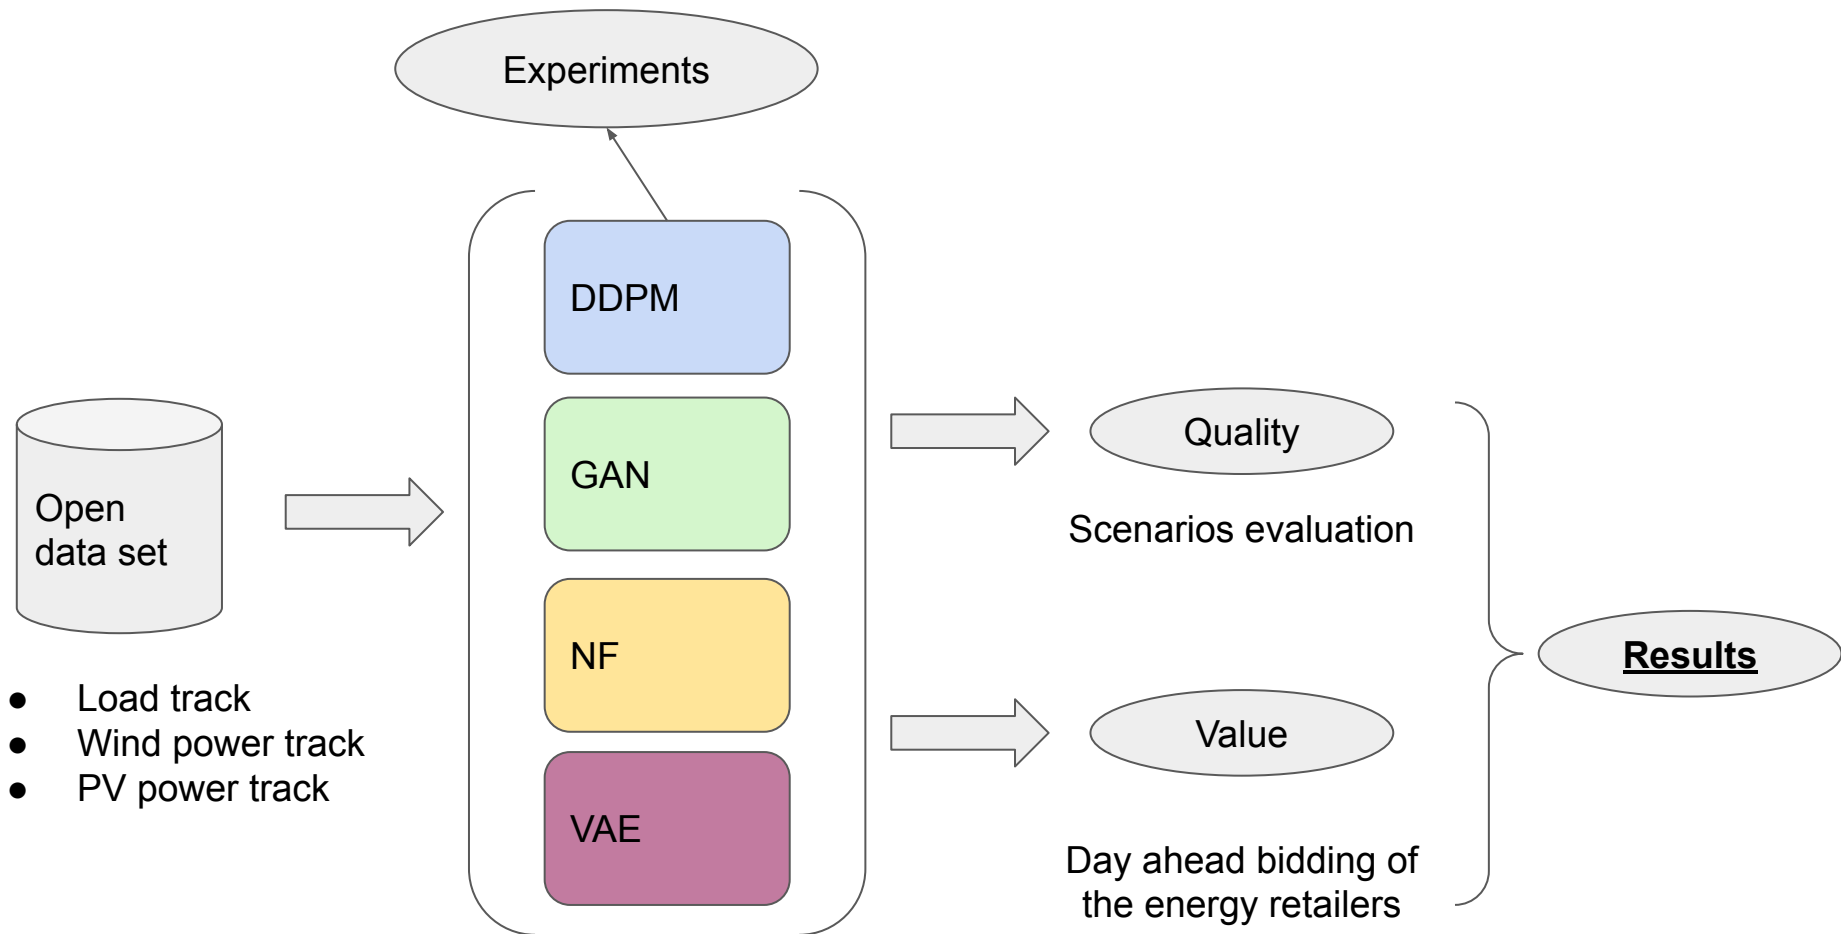 Experiments
DDPM
GAN
NF
VAE
Open
data set
● Load track
● Wind power track
● PV power track
Quality
Scenarios evaluation
Value
Day ahead bidding of
the energy retailers
Results